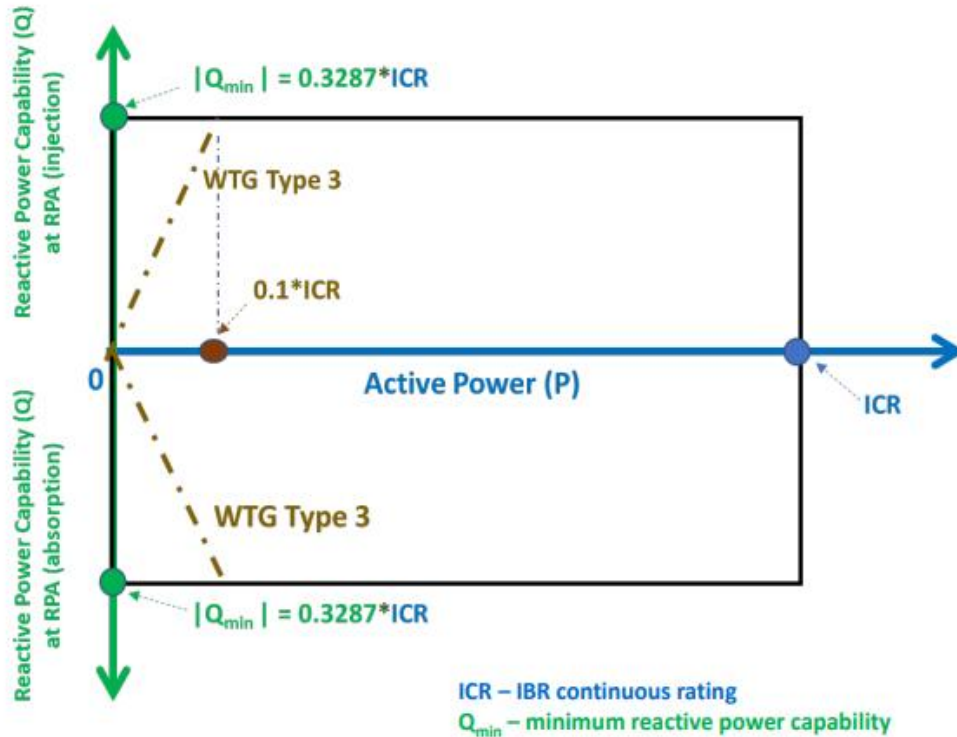 Reactive Power Capability (Q)
at RPA (injection)
|Qmin| = 0.3287*ICR
WTG Type 3
0.1*ICR
0
Active Power (P)
ICR
Reactive Power Capability (Q)
at RPA (absorption)
WTG Type 3
|Qmin| = 0.3287*ICR
ICR – IBR continuous rating
Qmin – minimum reactive power capability